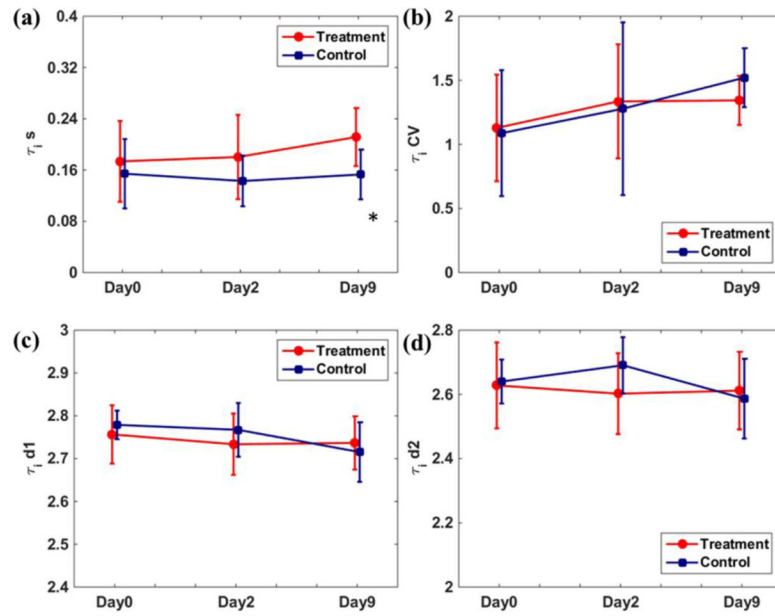 (a)
0.4
0.32
0.24
0.16
0.08
0
τi s
Treatment
Control
*
Day0 Day2 Day9
(b)
2
1.5
1
0.5
0
τi CV
Treatment
Control
Day0 Day2 Day9
(c)
3
2.9
2.8
2.7
2.6
2.5
2.4
τi d1
Treatment
Control
Day0 Day2 Day9
(d)
2.8
2.6
2.4
2.2
2
τi d2
Treatment
Control
Day0 Day2 Day9